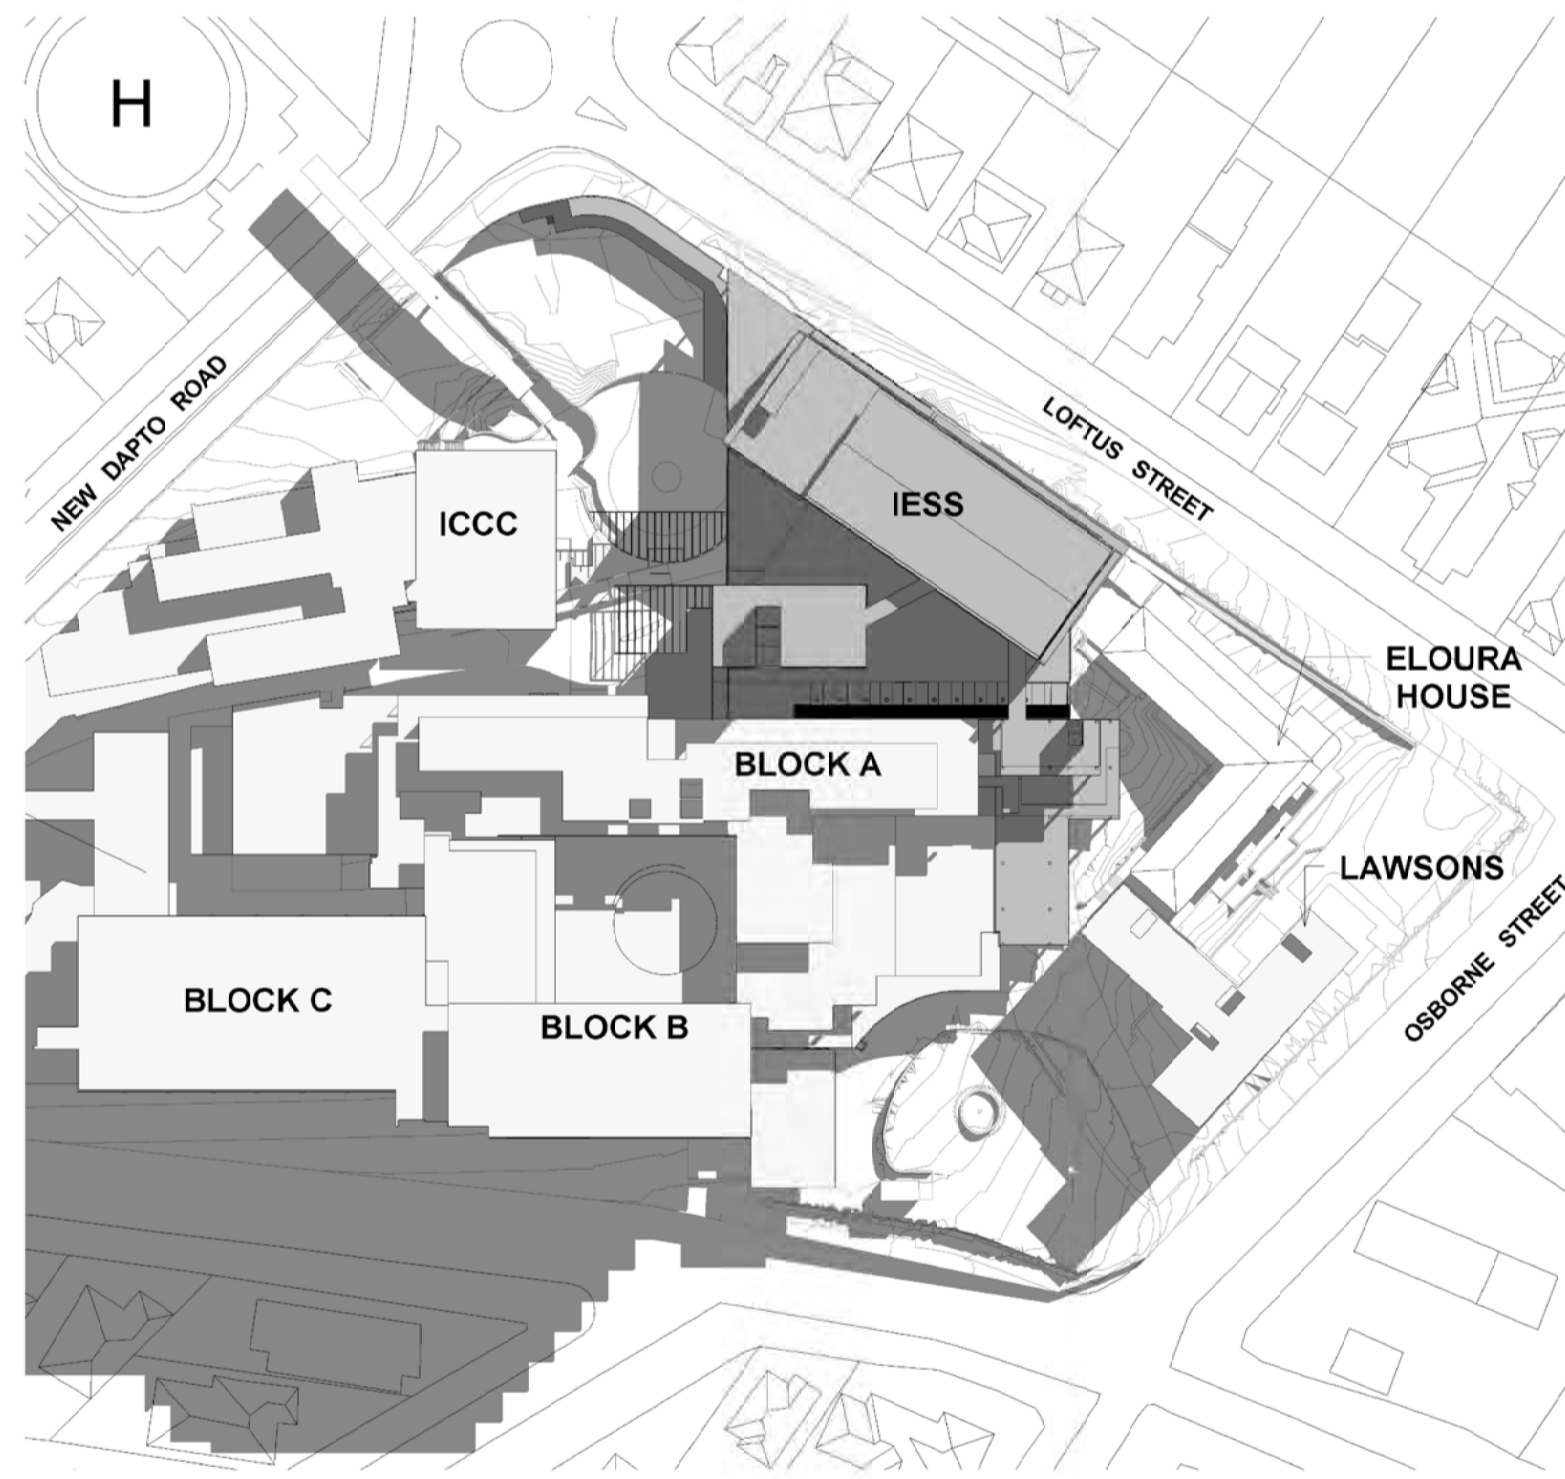 H
NEW DAPTO ROAD
ICCC
IESS
LOFTUS STREET
ELOURA
HOUSE
BLOCK A
LAWSONS
OSBORNE STREET
BLOCK C
BLOCK B